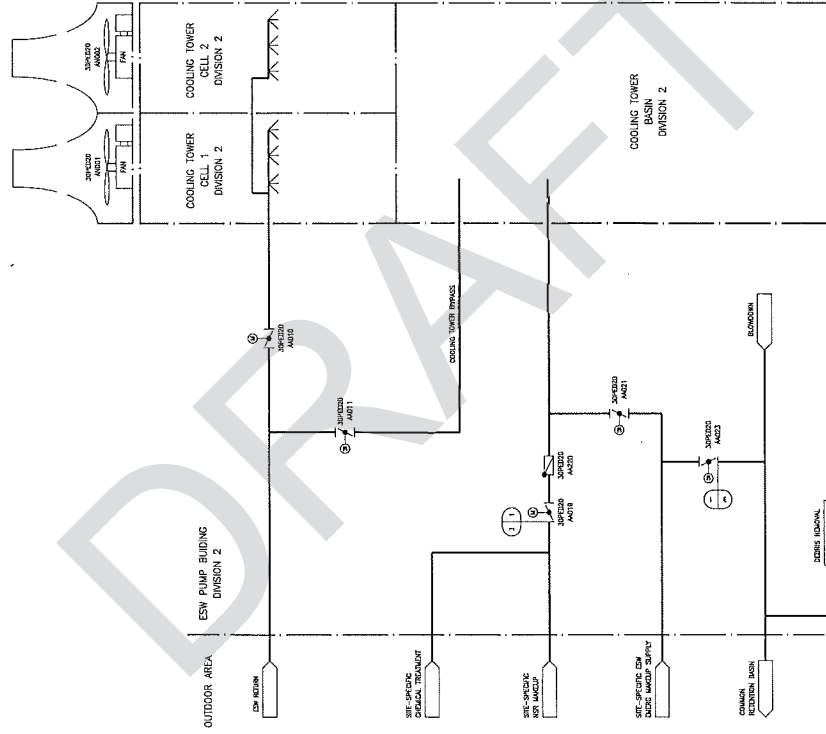 30PED20
AN001
FAN
30PED20
AN002
FAN
COOLING TOWER
CELL 1
DIVISION 2
COOLING TOWER
CELL 2
DIVISION 2
COOLING TOWER
BASIN
DIVISION 2
OUTDOOR AREA
ESW PUMP BUIDING
DIVISION 2
ESW RETURN
M
30PED20
AA010
M
30PED20
AA011
COOLING TOWER BYPASS
SITE-SPECIFIC
CHEMICAL TREATMENT
SITE-SPECIFIC
NSR MAKEUP
M
30PED20
AA019
30PED20
AA220
M
30PED20
AA021
SITE-SPECIFIC ESW
EMERG MAKEUP SUPPLY
M
30PED20
AA023
BLOWDOWN
COMMON
RETENTION BASIN
DEBRIS REMOVAL
DRAFT